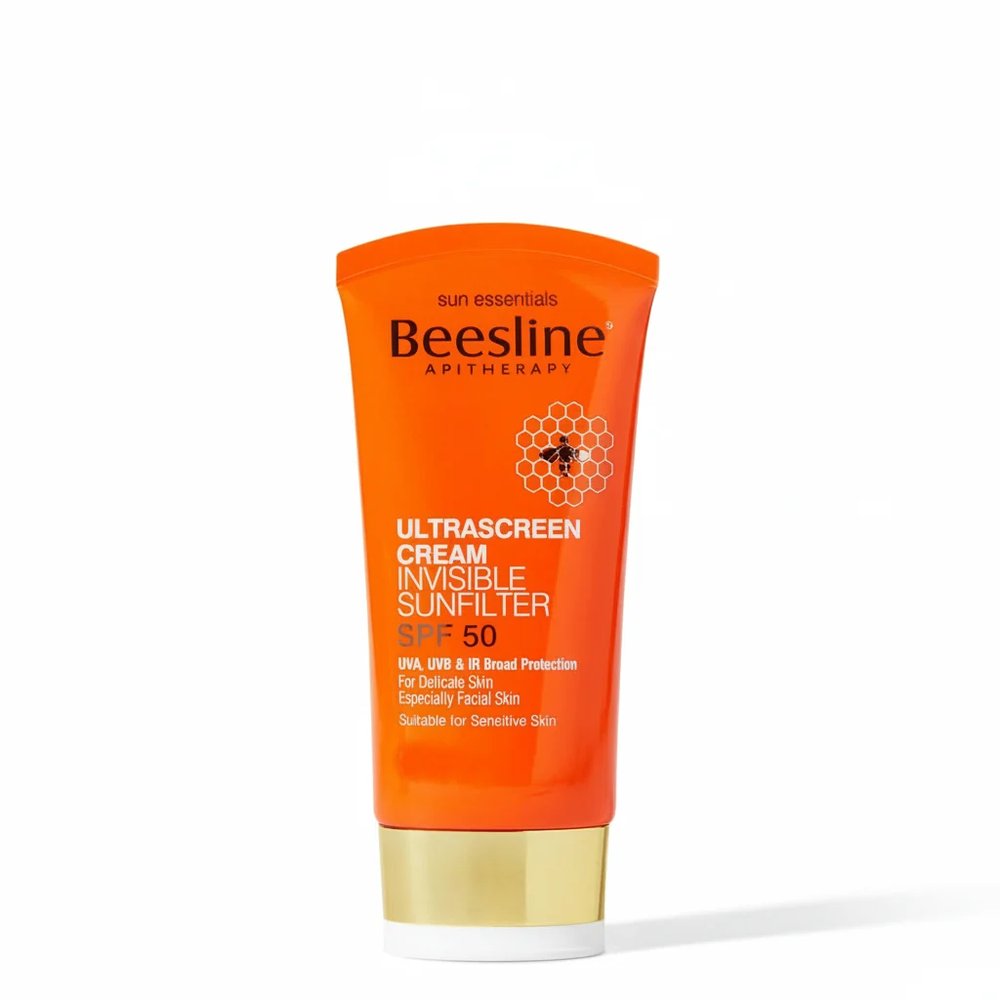 sun essentials
Beesline®
APITHERAPY
ULTRASCREEN
CREAM
INVISIBLE
SUNFILTER
SPF 50
UVA, UVB & IR Broad Protection
For Delicate Skin
Especially Facial Skin
Suitable for Sensitive Skin